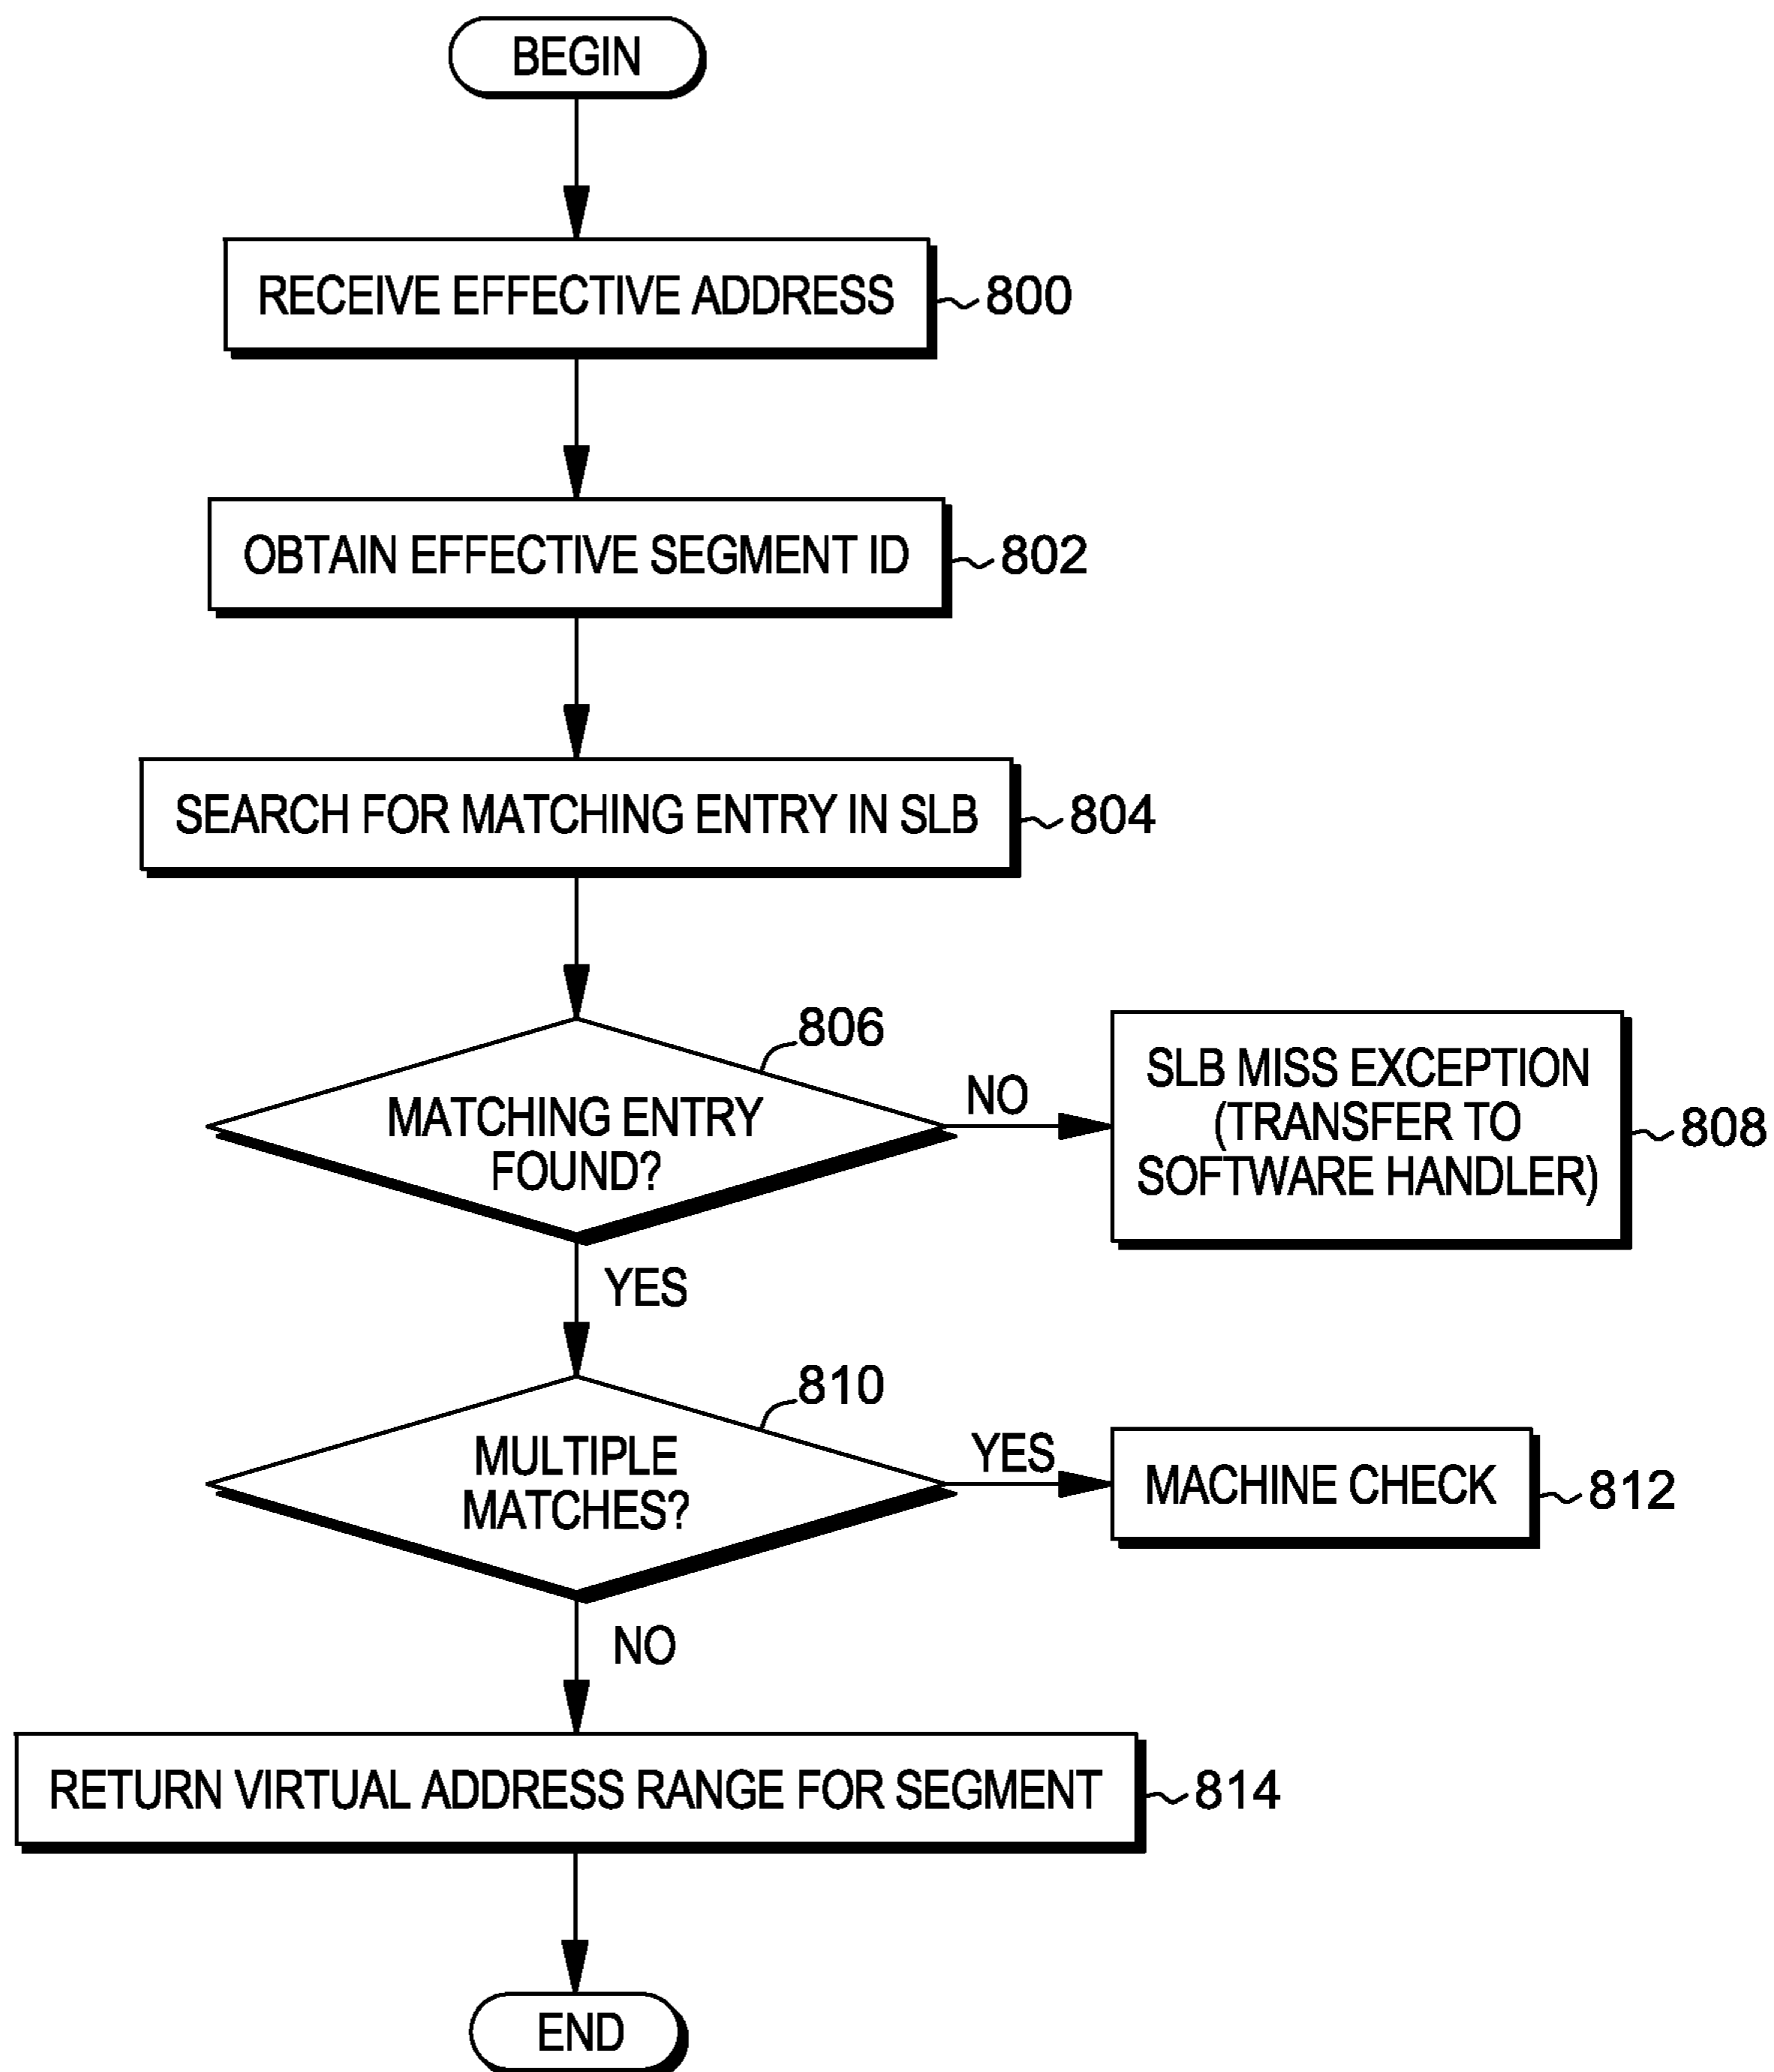 BEGIN
RECEIVE EFFECTIVE ADDRESS
800
OBTAIN EFFECTIVE SEGMENT ID
802
SEARCH FOR MATCHING ENTRY IN SLB
804
806
MATCHING ENTRY
FOUND?
NO
SLB MISS EXCEPTION
(TRANSFER TO
SOFTWARE HANDLER)
808
YES
810
MULTIPLE
MATCHES?
YES
MACHINE CHECK
812
NO
RETURN VIRTUAL ADDRESS RANGE FOR SEGMENT
814
END